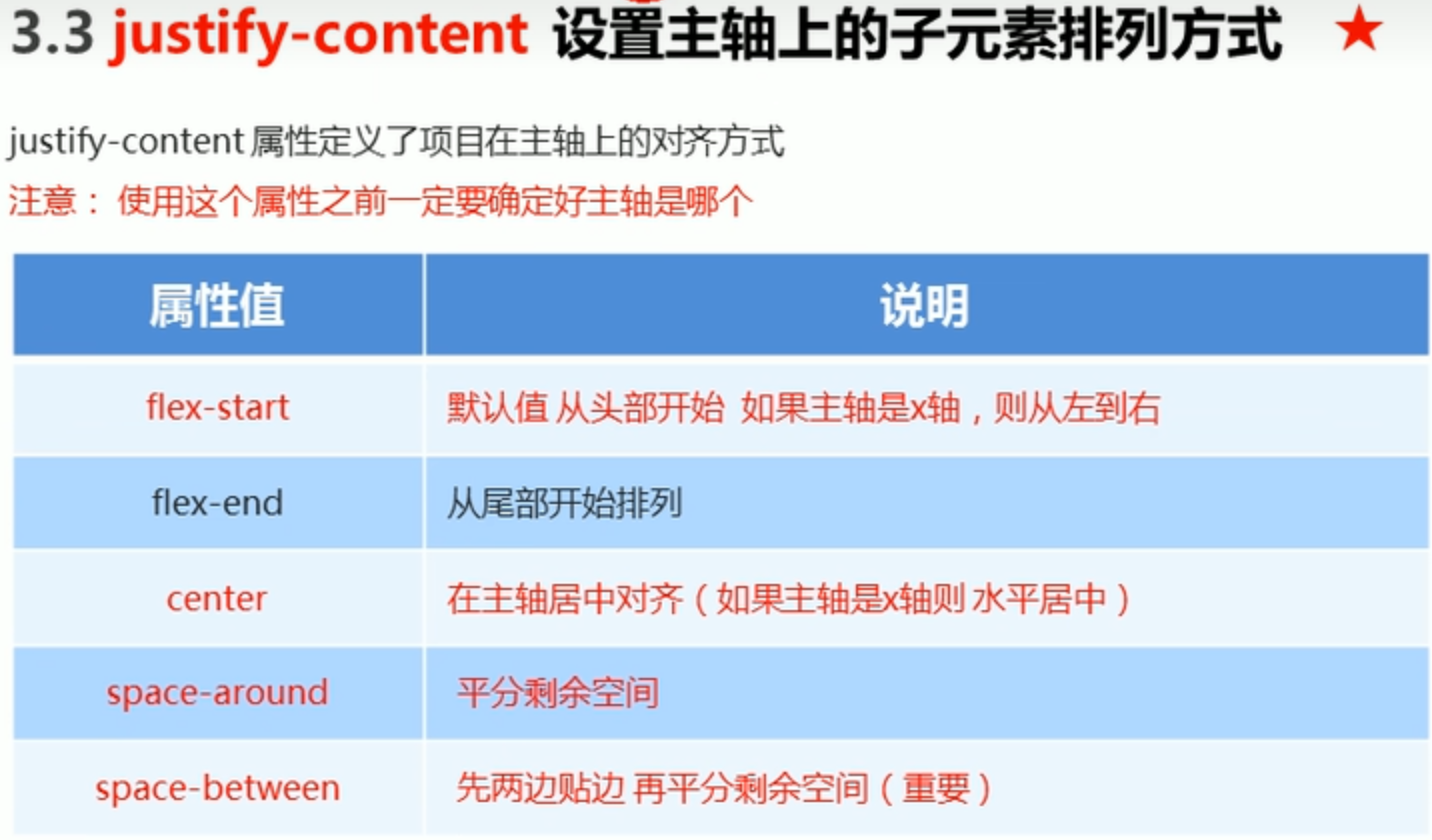 3.3 justify-content 设置主轴上的子元素排列方式 ★
justify-content 属性定义了项目在主轴上的对齐方式
注意： 使用这个属性之前一定要确定好主轴是哪个
属性值 说明
flex-start 默认值 从头部开始 如果主轴是x轴，则从左到右
flex-end 从尾部开始排列
center 在主轴居中对齐（如果主轴是x轴则 水平居中）
space-around 平分剩余空间
space-between 先两边贴边 再平分剩余空间（重要）